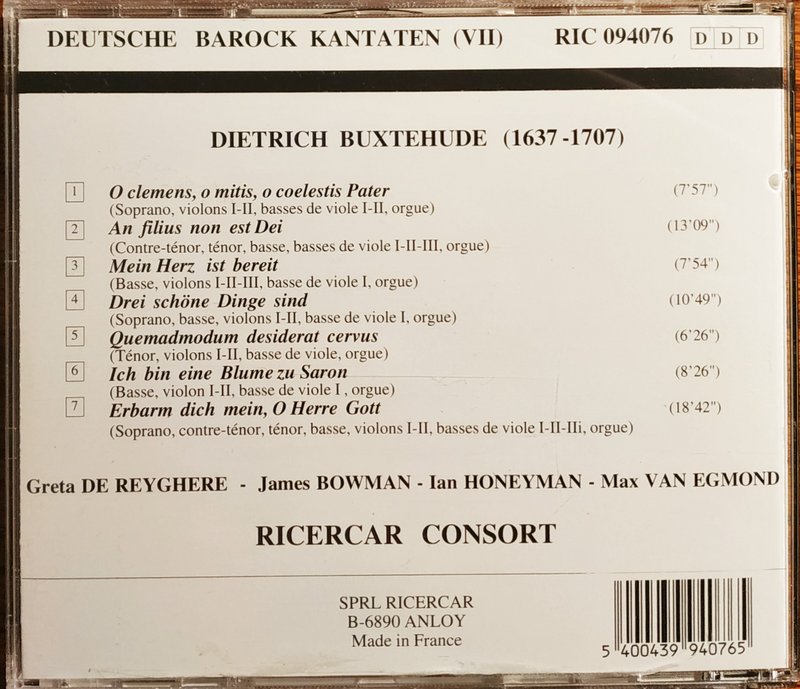 DEUTSCHE BAROCK KANTATEN (VII) RIC 094076 D D D
DIETRICH BUXTEHUDE (1637-1707)
1 O clemens, o mitis, o coelestis Pater (7'57")
(Soprano, violons I-II, basses de viole I-II, orgue)
2 An filius non est Dei (13'09")
(Contre-ténor, ténor, basse, basses de viole I-II-III, orgue)
3 Mein Herz ist bereit (7'54")
(Basse, violons I-II-III, basse de viole I, orgue)
4 Drei schöne Dinge sind (10'49")
(Soprano, basse, violons I-II, basse de viole I, orgue)
5 Quemadmodum desiderat cervus (6'26")
(Ténor, violons I-II, basse de viole, orgue)
6 Ich bin eine Blume zu Saron (8'26")
(Basse, violon I-II, basse de viole I , orgue)
7 Erbarm dich mein, O Herre Gott (18'42")
(Soprano, contre-ténor, ténor, basse, violons I-II, basses de viole I-II-IIi, orgue)
Greta DE REYGHERE - James BOWMAN - Ian HONEYMAN - Max VAN EGMOND
RICERCAR CONSORT
SPRL RICERCAR
B-6890 ANLOY
Made in France
5 400439 940765